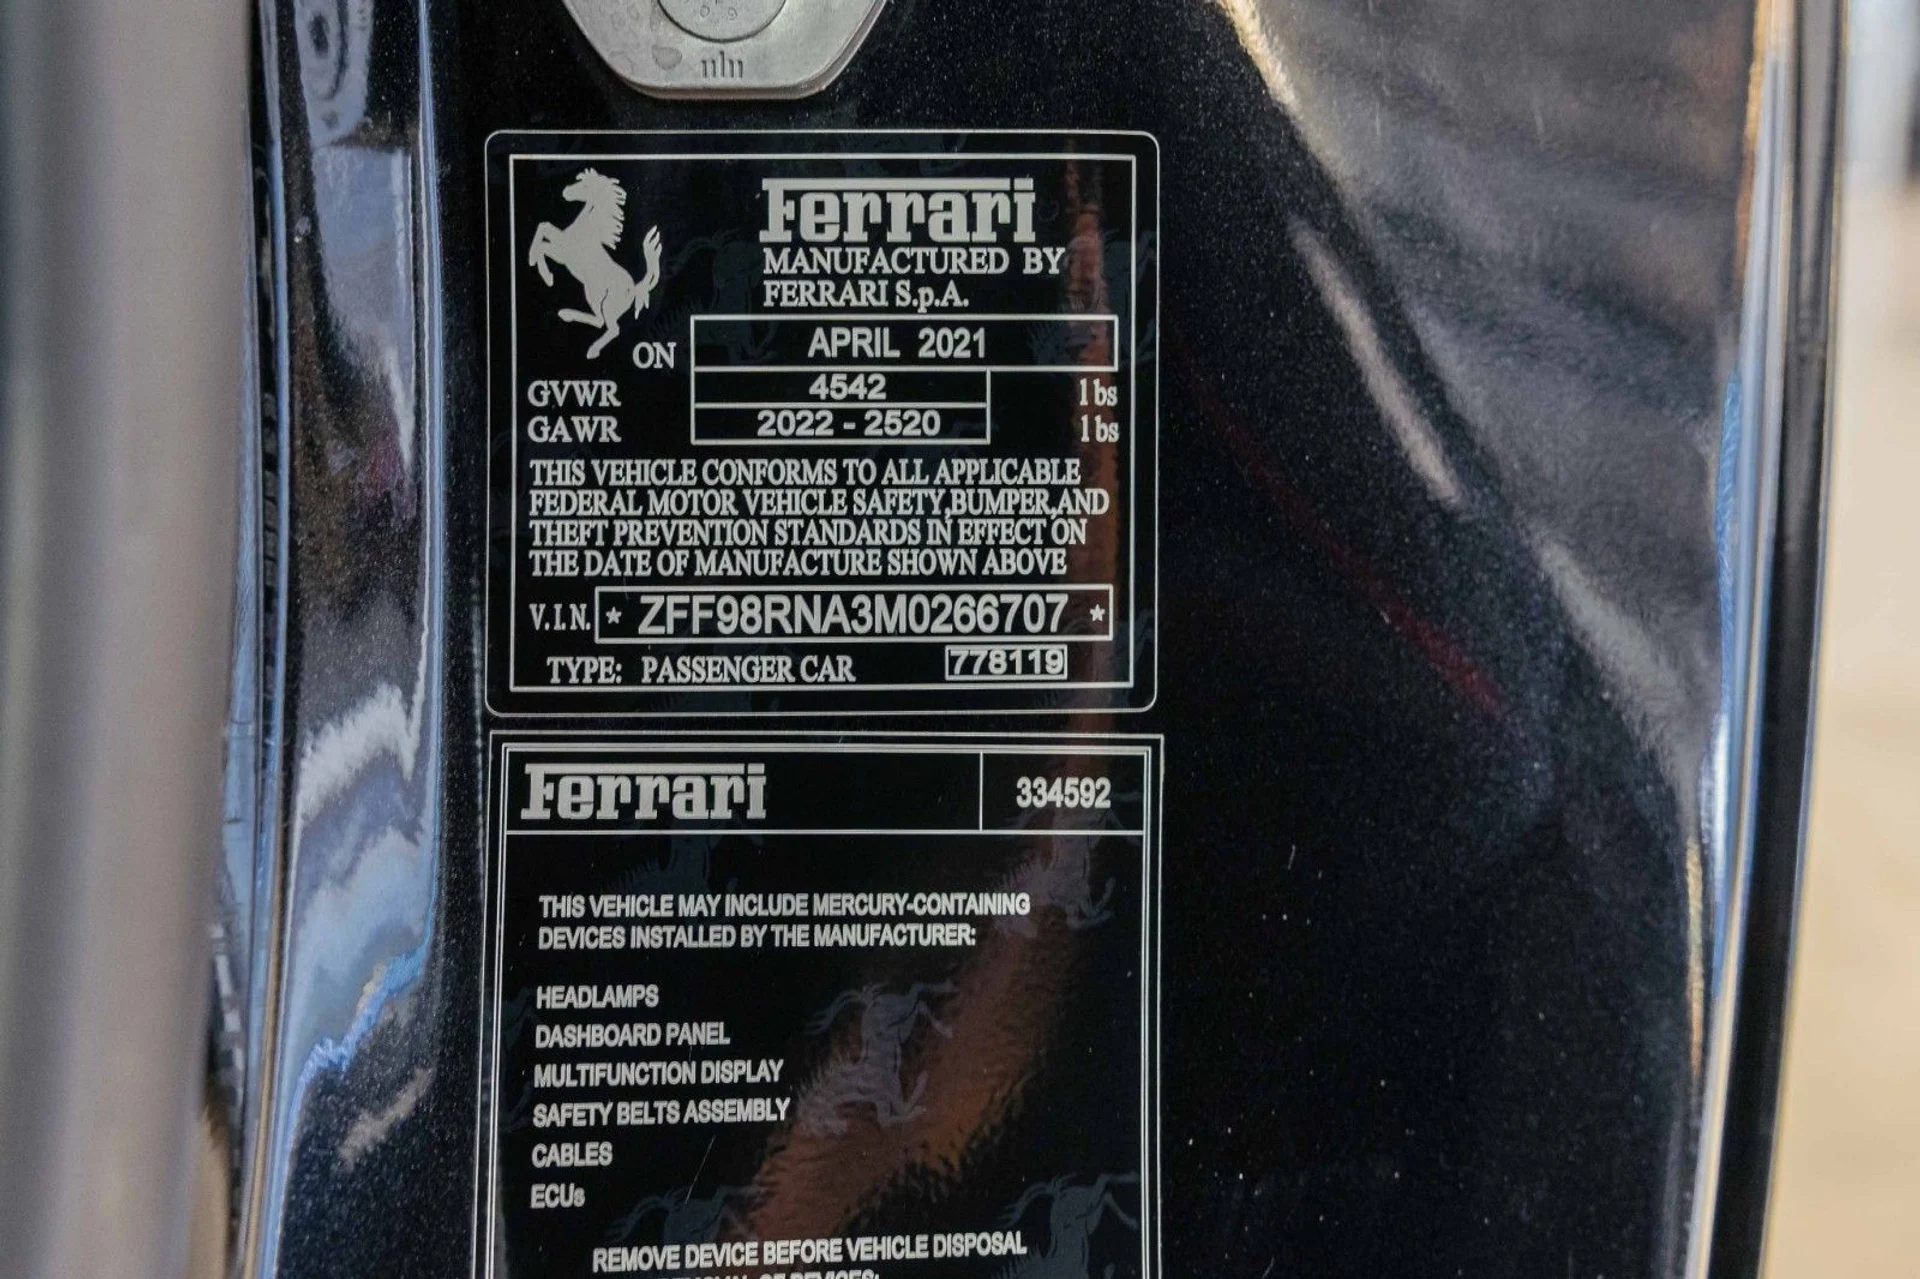 Ferrari
MANUFACTURED BY
FERRARI S.p.A.
ON APRIL 2021
GVWR 4542 lbs
GAWR 2022 - 2520 lbs
THIS VEHICLE CONFORMS TO ALL APPLICABLE
FEDERAL MOTOR VEHICLE SAFETY,BUMPER,AND
THEFT PREVENTION STANDARDS IN EFFECT ON
THE DATE OF MANUFACTURE SHOWN ABOVE
V.I.N. * ZFF98RNA3M0266707 *
TYPE: PASSENGER CAR 778119
Ferrari 334592
THIS VEHICLE MAY INCLUDE MERCURY-CONTAINING
DEVICES INSTALLED BY THE MANUFACTURER:
HEADLAMPS
DASHBOARD PANEL
MULTIFUNCTION DISPLAY
SAFETY BELTS ASSEMBLY
CABLES
ECUs
REMOVE DEVICE BEFORE VEHICLE DISPOSAL
OF DEVICES: